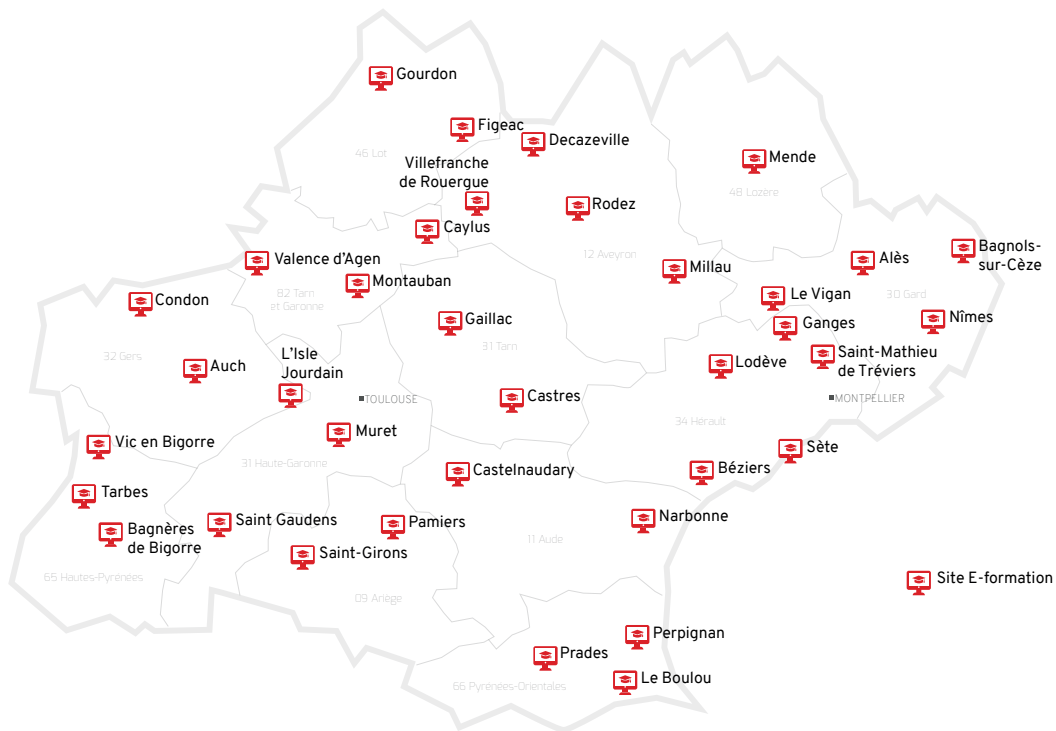 Gourdon
Figeac
Decazeville
46 Lot
Mende
Villefranche
de Rouergue
48 Lozère
Rodez
Caylus
12 Aveyron
Bagnols-
sur-Cèze
Valence d'Agen
Millau
Alès
Montauban
82 Tarn
et Garonne
Condon
Le Vigan
30 Gard
Gaillac
Ganges
Nîmes
31 Tarn
32 Gers
L'Isle
Jourdain
Auch
Lodève
Saint-Mathieu
de Tréviers
TOULOUSE
Castres
MONTPELLIER
34 Hérault
Muret
Vic en Bigorre
Sète
31 Haute-Garonne
Castelnaudary
Béziers
Tarbes
Narbonne
Saint Gaudens
Pamiers
Bagnères
de Bigorre
11 Aude
Saint-Girons
65 Hautes-Pyrénées
Site E-formation
09 Ariège
Perpignan
Prades
Le Boulou
66 Pyrénées-Orientales